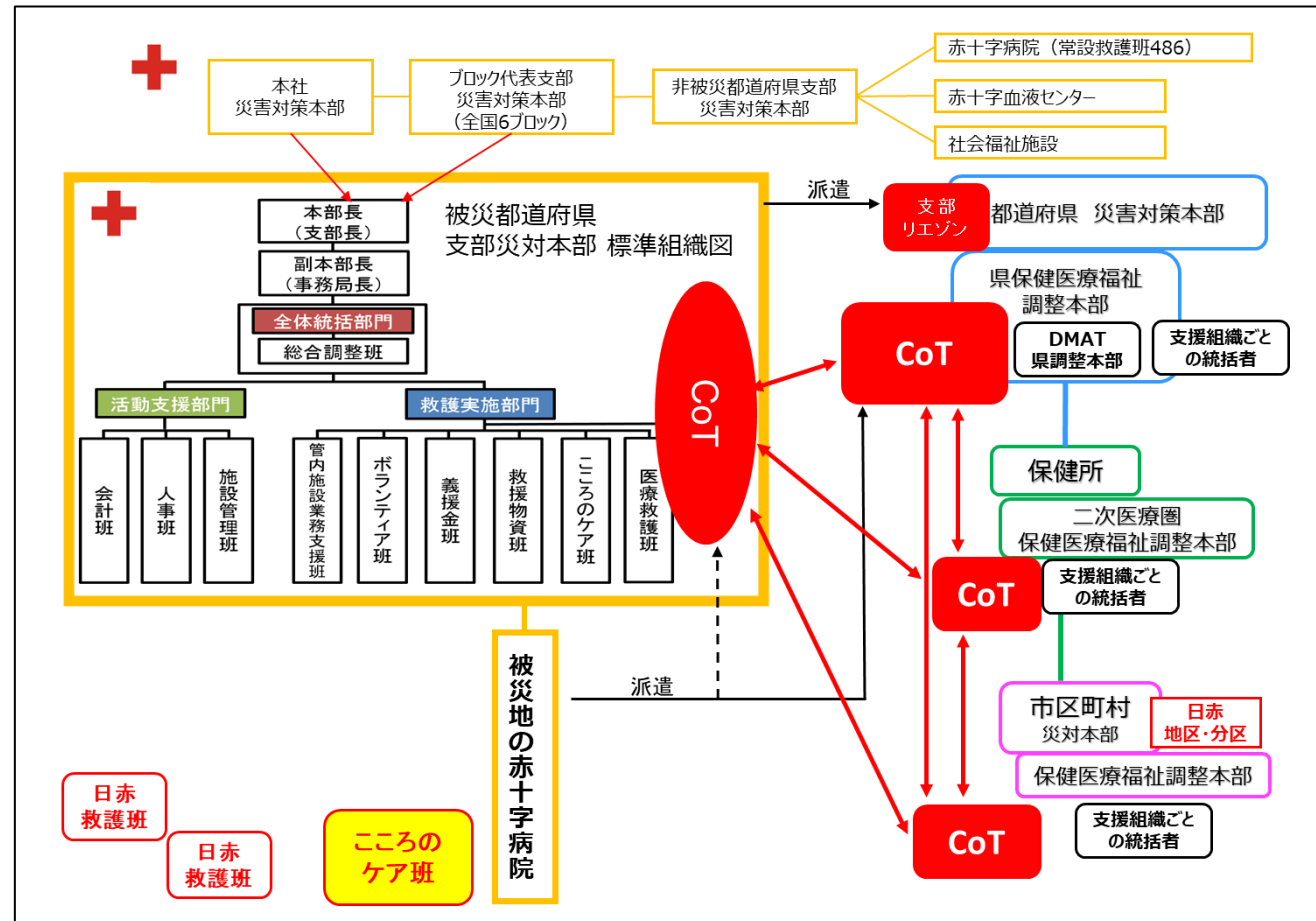 本社
災害対策本部
ブロック代表支部
災害対策本部
（全国6ブロック）
非被災都道府県支部
災害対策本部
赤十字病院（常設救護班486）
赤十字血液センター
社会福祉施設
本部長
（支部長）
副本部長
（事務局長）
全体統括部門
総合調整班
被災都道府県
支部災対本部 標準組織図
活動支援部門
救護実施部門
会計班
人事班
施設管理班
管内施設業務支援班
ボランティア班
義援金班
救援物資班
こころのケア班
医療救護班
CoT
派遣
支部
リエゾン
都道府県 災害対策本部
県保健医療福祉
調整本部
CoT
DMAT
県調整本部
支援組織ごと
の統括者
保健所
二次医療圏
保健医療福祉調整本部
CoT
支援組織ごと
の統括者
被災地の赤十字病院
派遣
市区町村
災対本部
日赤
地区・分区
保健医療福祉調整本部
CoT
支援組織ごと
の統括者
日赤
救護班
日赤
救護班
こころの
ケア班